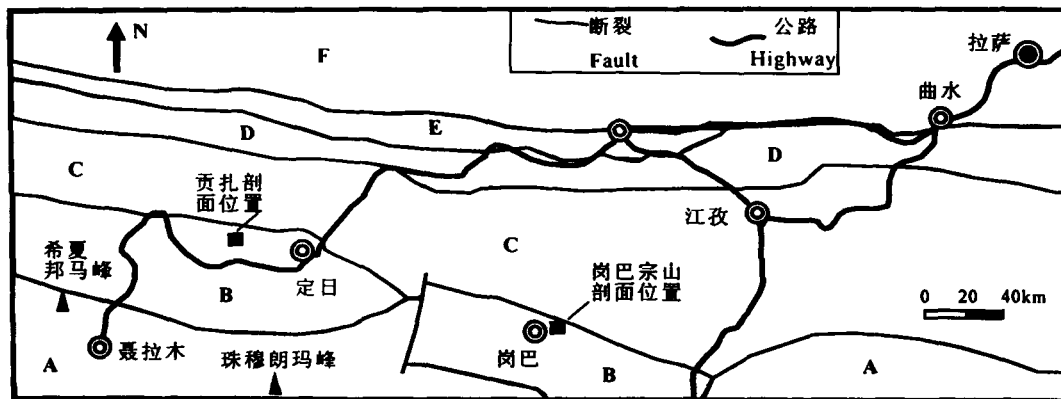 N
断裂
公路
Fault
Highway
拉萨
F
曲水
E
D
D
C
贡扎剖
面位置
江孜
C
希夏
邦马峰
岗巴宗山
剖面位置
定日
B
0 20 40km
聂拉木
珠穆朗玛峰
岗巴
A
B
A